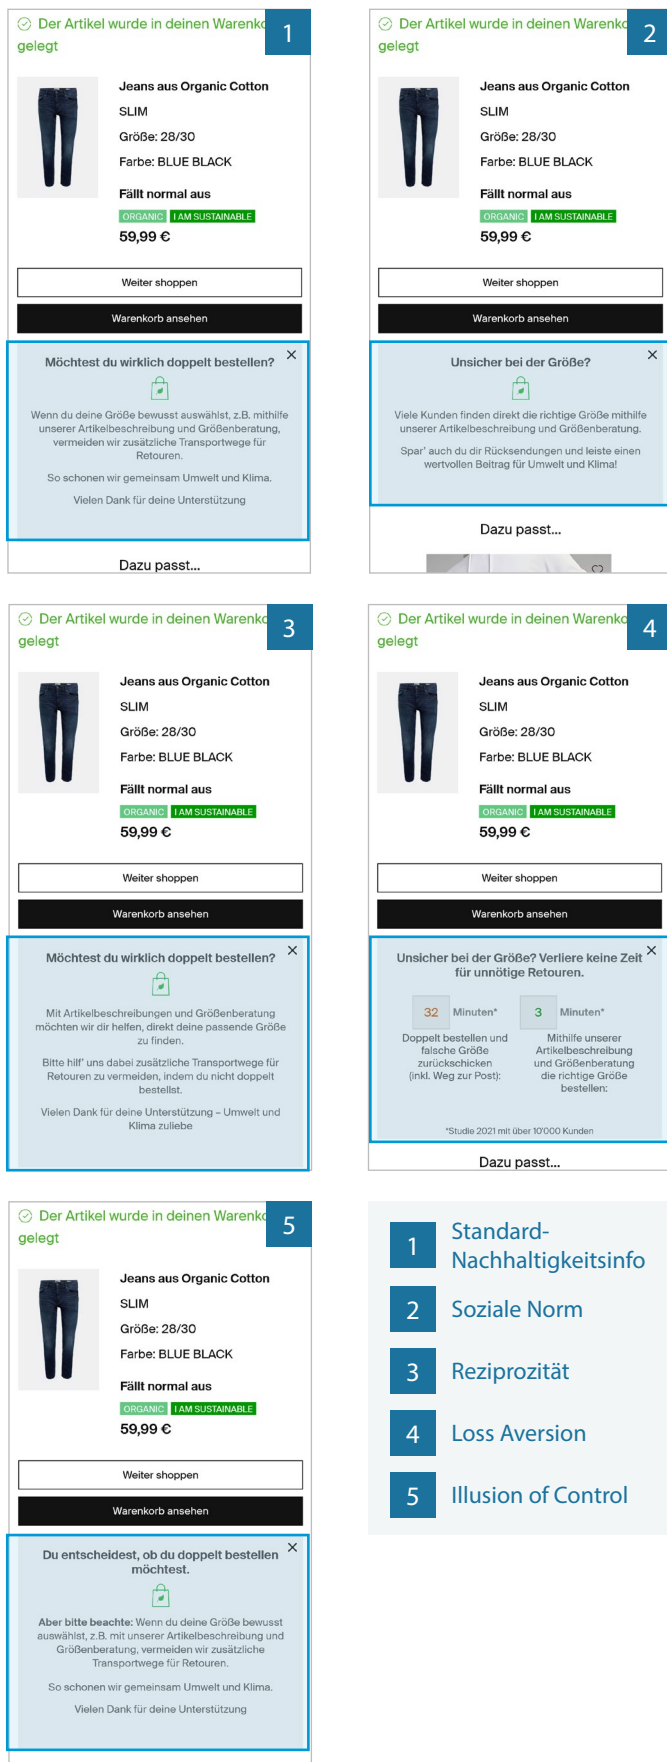 Der Artikel wurde in deinen
gelegt
1
Jeans aus Organic Cotton
SLIM
Größe: 28/30
Farbe: BLUE BLACK
Fällt normal aus
ORGANIC I AM SUSTAINABLE
59,99 €
Weiter shoppen
Warenkorb ansehen
Möchtest du wirklich doppelt bestellen?
Wenn du deine Größe bewusst auswählst, z.B. mithilfe
unserer Artikelbeschreibung und Größenberatung,
vermeiden wir zusätzliche Transportwege für
Retouren.
So schonen wir gemeinsam Umwelt und Klima.
Vielen Dank für deine Unterstützung
Dazu passt...
Der Artikel wurde in deinen
gelegt
2
Jeans aus Organic Cotton
SLIM
Größe: 28/30
Farbe: BLUE BLACK
Fällt normal aus
ORGANIC I AM SUSTAINABLE
59,99 €
Weiter shoppen
Warenkorb ansehen
Unsicher bei der Größe?
Viele Kunden finden direkt die richtige Größe mithilfe
unserer Artikelbeschreibung und Größenberatung.
Spar' auch du dir Rücksendungen und leiste einen
wertvollen Beitrag für Umwelt und Klima!
Dazu passt...
Der Artikel wurde in deinen
gelegt
3
Jeans aus Organic Cotton
SLIM
Größe: 28/30
Farbe: BLUE BLACK
Fällt normal aus
ORGANIC I AM SUSTAINABLE
59,99 €
Weiter shoppen
Warenkorb ansehen
Möchtest du wirklich doppelt bestellen?
Mit Artikelbeschreibungen und Größenberatung
möchten wir dir helfen, direkt deine passende Größe
zu finden.
Bitte hilf' uns dabei zusätzliche Transportwege für
Retouren zu vermeiden, indem du nicht doppelt
bestellst.
Vielen Dank für deine Unterstützung – Umwelt und
Klima zuliebe
Der Artikel wurde in deinen
gelegt
4
Jeans aus Organic Cotton
SLIM
Größe: 28/30
Farbe: BLUE BLACK
Fällt normal aus
ORGANIC I AM SUSTAINABLE
59,99 €
Weiter shoppen
Warenkorb ansehen
Unsicher bei der Größe? Verliere keine Zeit
für unnötige Retouren.
32 Minuten*
Doppelt bestellen und
falsche Größe
zurückschicken
(inkl. Weg zur Post):
3 Minuten*
Mithilfe unserer
Artikelbeschreibung
und Größenberatung
die richtige Größe
bestellen:
*Studie 2021 mit über 10'000 Kunden
Dazu passt...
Der Artikel wurde in deinen
gelegt
5
Jeans aus Organic Cotton
SLIM
Größe: 28/30
Farbe: BLUE BLACK
Fällt normal aus
ORGANIC I AM SUSTAINABLE
59,99 €
Weiter shoppen
Warenkorb ansehen
Du entscheidest, ob du doppelt bestellen
möchtest.
Aber bitte beachte: Wenn du deine Größe bewusst
auswählst, z.B. mit unserer Artikelbeschreibung und
Größenberatung, vermeiden wir zusätzliche
Transportwege für Retouren.
So schonen wir gemeinsam Umwelt und Klima.
Vielen Dank für deine Unterstützung
1 Standard-
Nachhaltigkeitsinfo
2 Soziale Norm
3 Reziprozität
4 Loss Aversion
5 Illusion of Control